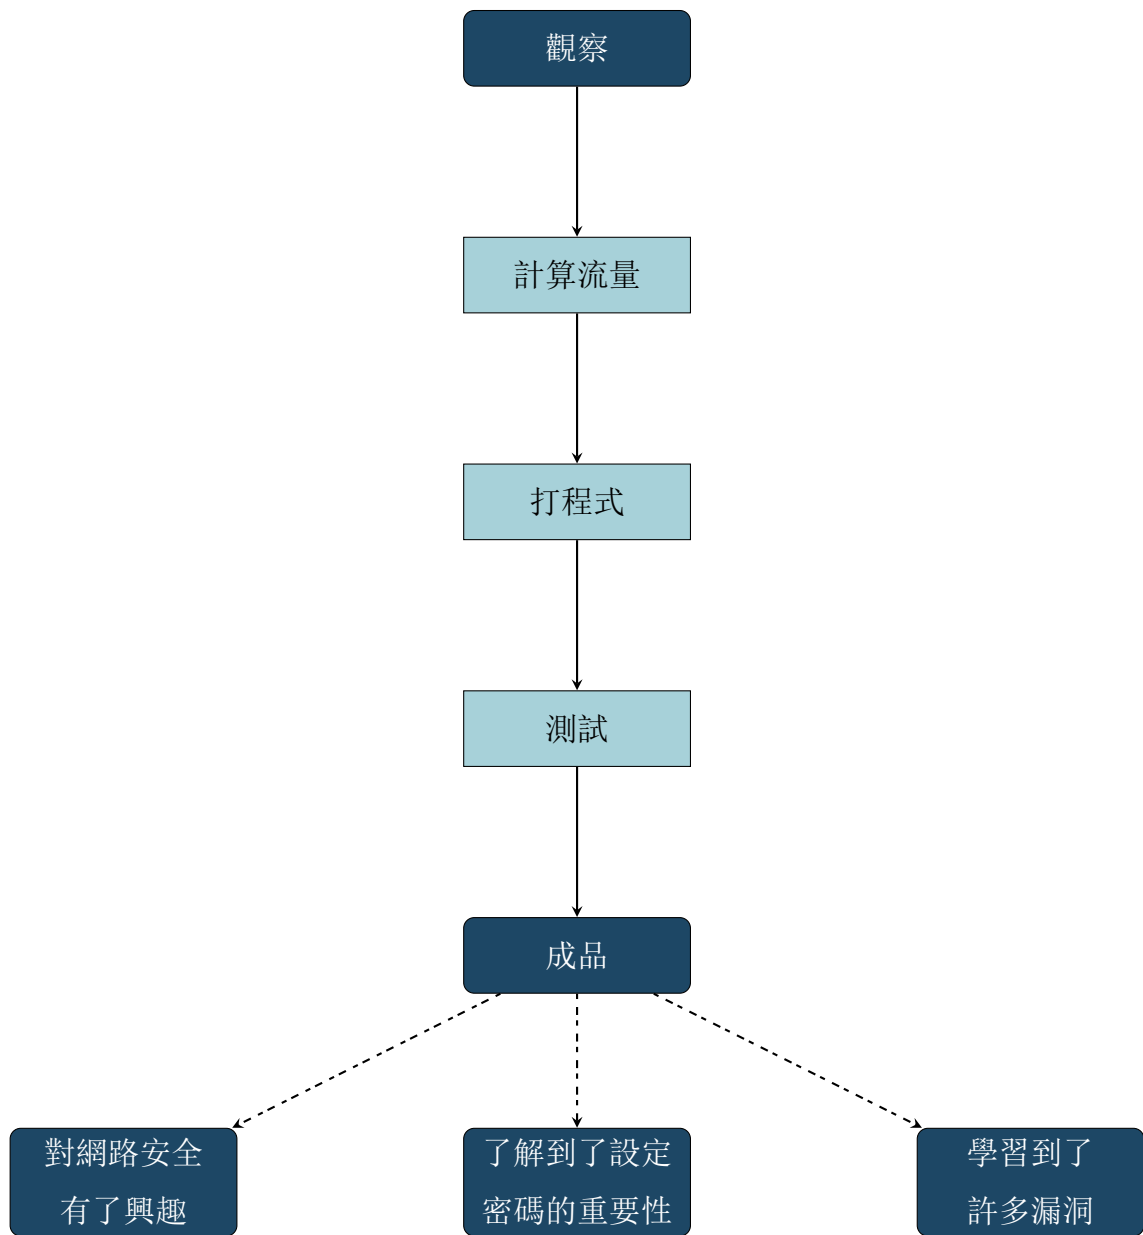 觀察
計算流量
打程式
測試
成品
對網路安全
有了興趣
了解到了設定
密碼的重要性
學習到了
許多漏洞